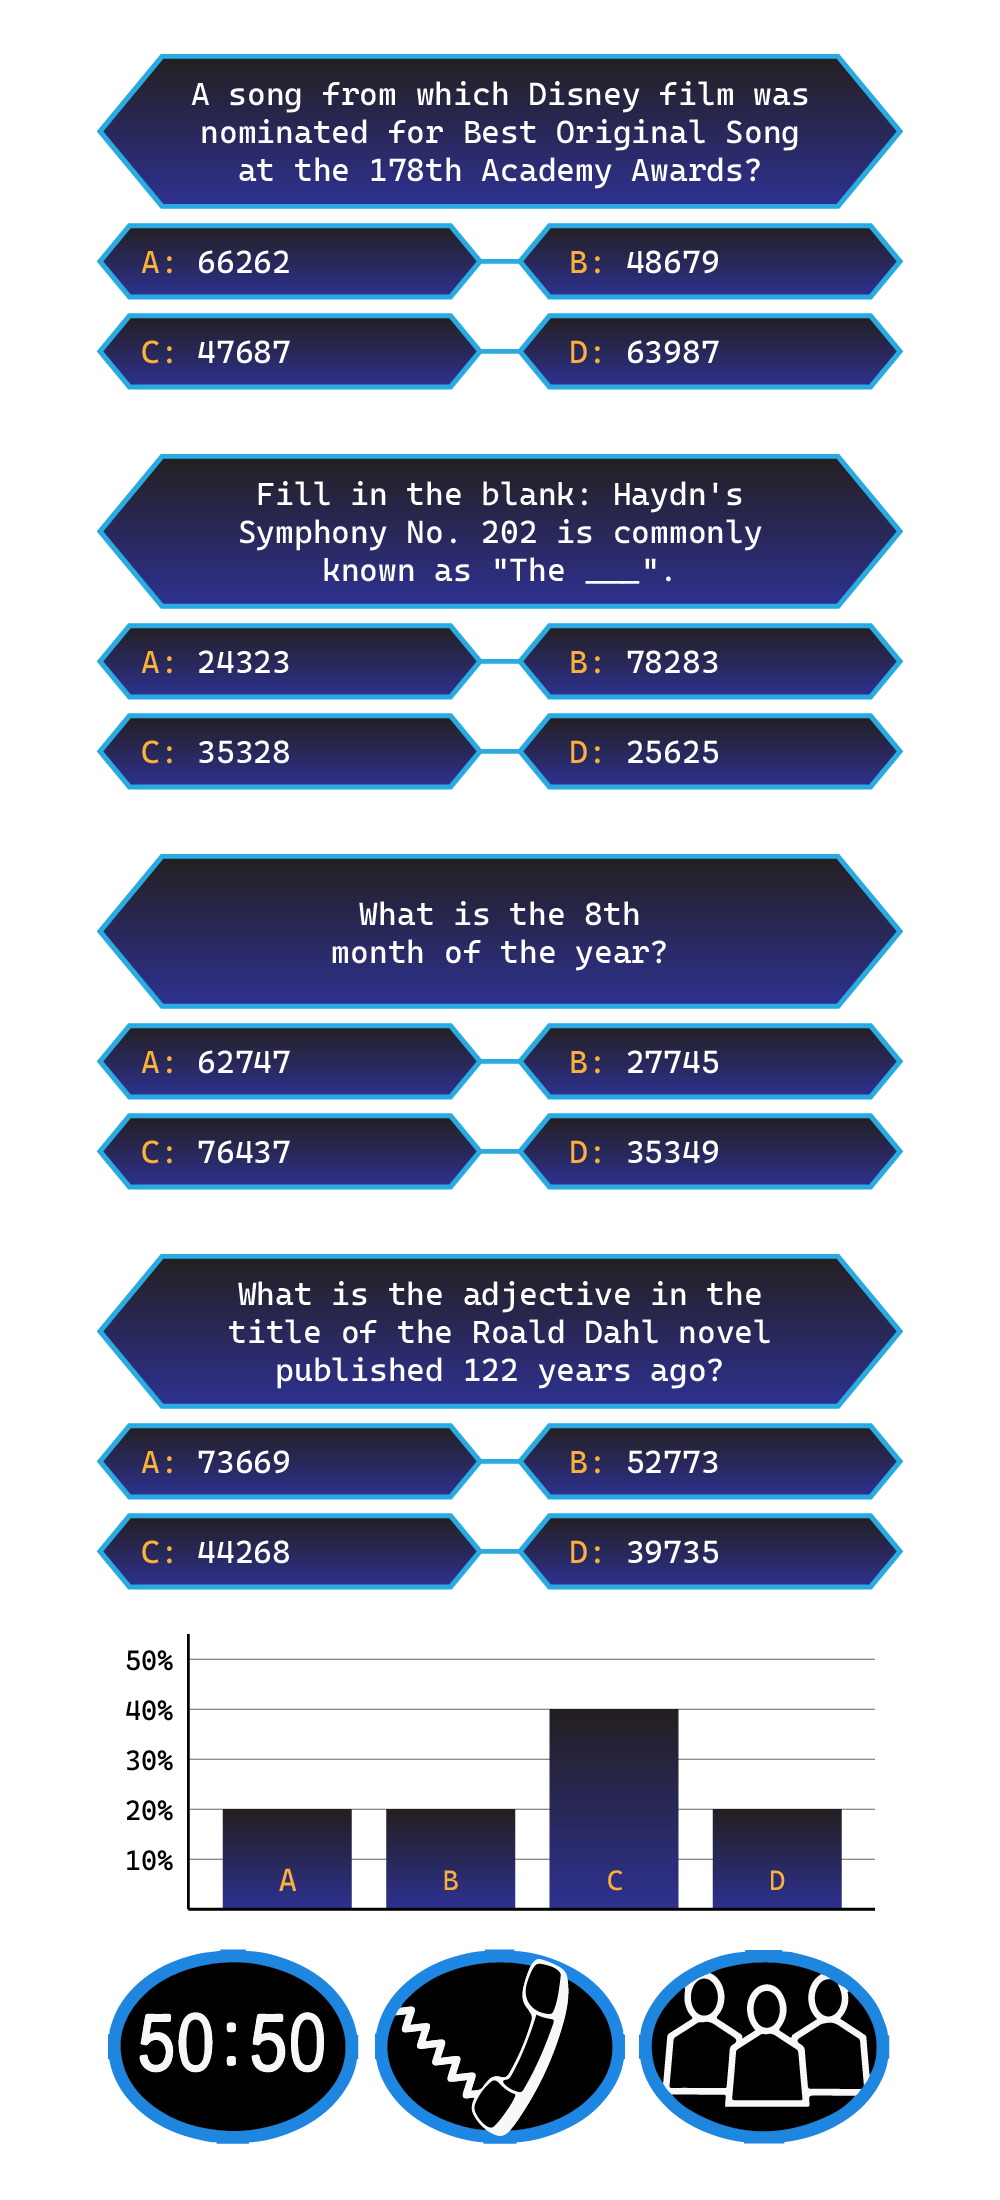 A song from which Disney film was
nominated for Best Original Song
at the 178th Academy Awards?
A: 66262
B: 48679
C: 47687
D: 63987
Fill in the blank: Haydn's
Symphony No. 202 is commonly
known as "The ___".
A: 24323
B: 78283
C: 35328
D: 25625
What is the 8th
month of the year?
A: 62747
B: 27745
C: 76437
D: 35349
What is the adjective in the
title of the Roald Dahl novel
published 122 years ago?
A: 73669
B: 52773
C: 44268
D: 39735
50%
40%
30%
20%
10%
A B C D
50:50